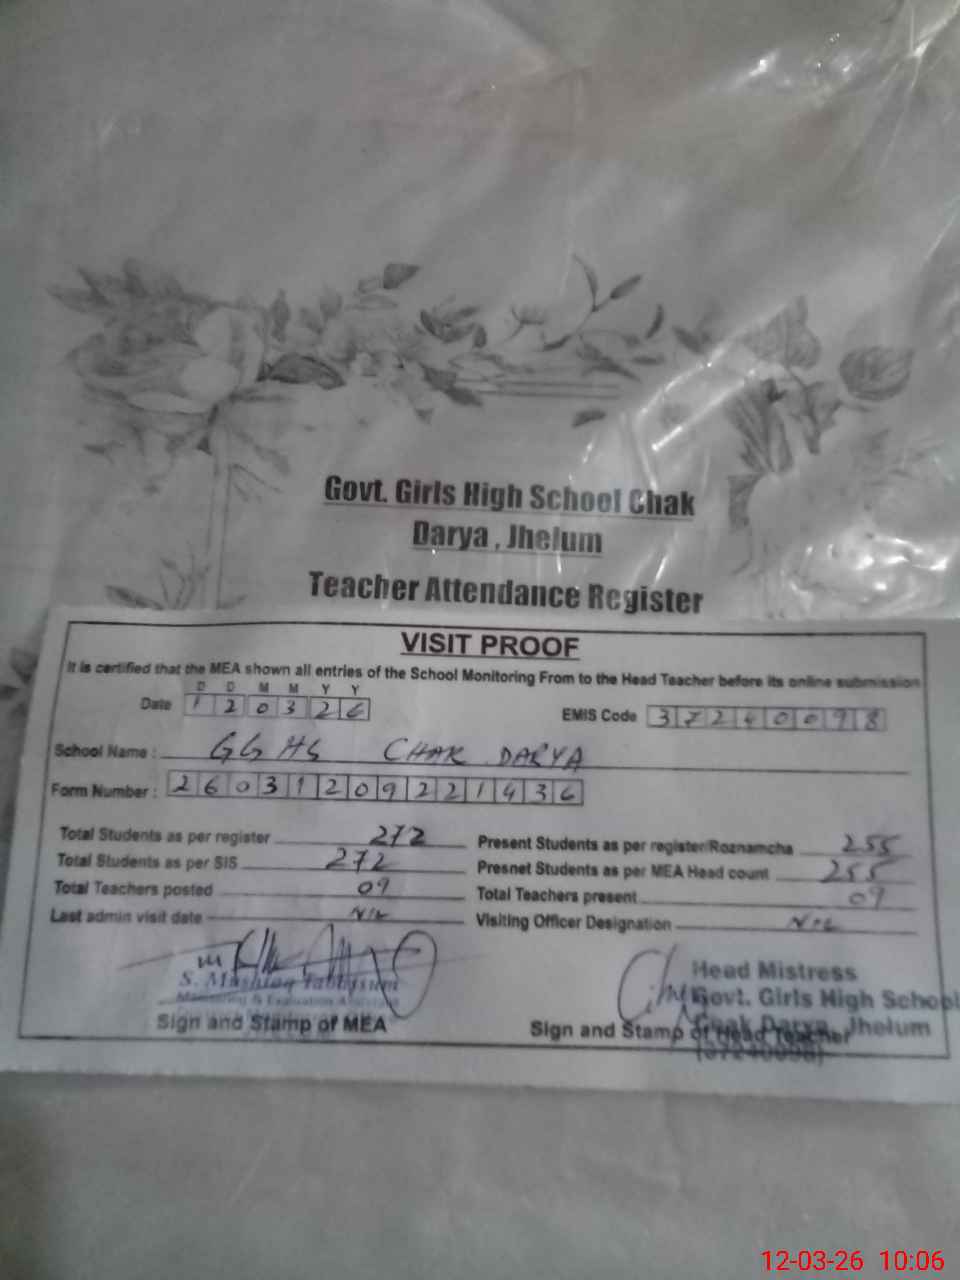 Govt. Girls High School Chak
Darya , Jhelum
Teacher Attendance Register
VISIT PROOF
It is certified that the MEA shown all entries of the School Monitoring From to the Head Teacher before its online submission
D D M M Y Y
Date 1 2 0 3 2 6
EMIS Code 3 7 2 4 0 0 9 8
School Name : GGHS CHAK DARYA
Form Number : 2 6 0 3 1 2 0 9 2 2 1 4 3 6
Total Students as per register 272 Present Students as per register/Roznamcha 255
Total Students as per SIS 272 Presnet Students as per MEA Head count 255
Total Teachers posted 09 Total Teachers present 09
Last admin visit date Nil Visiting Officer Designation Nil
S. Mushtaq
Monitoring & Evaluation Assistant
Sign and Stamp of MEA
Head Mistress
Govt. Girls High School
Chak Darya, Jhelum
Sign and Stamp of Head Teacher
(37240098)
12-03-26 10:06